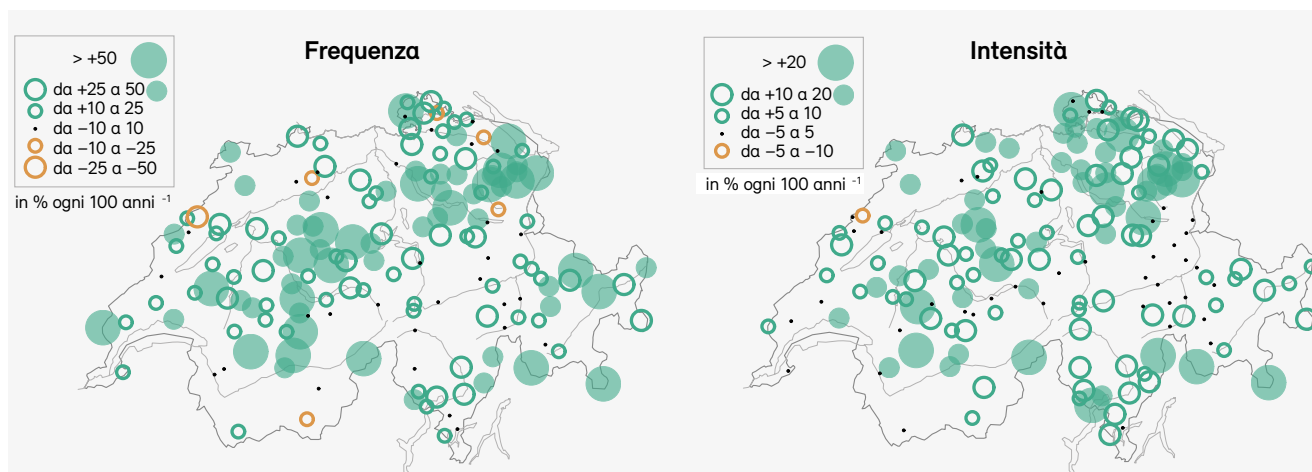 Frequenza
> +50
da +25 a 50
da +10 a 25
da −10 a 10
da −10 a −25
da −25 a −50
in % ogni 100 anni ⁻¹
Intensità
> +20
da +10 a 20
da +5 a 10
da −5 a 5
da −5 a −10
in % ogni 100 anni ⁻¹